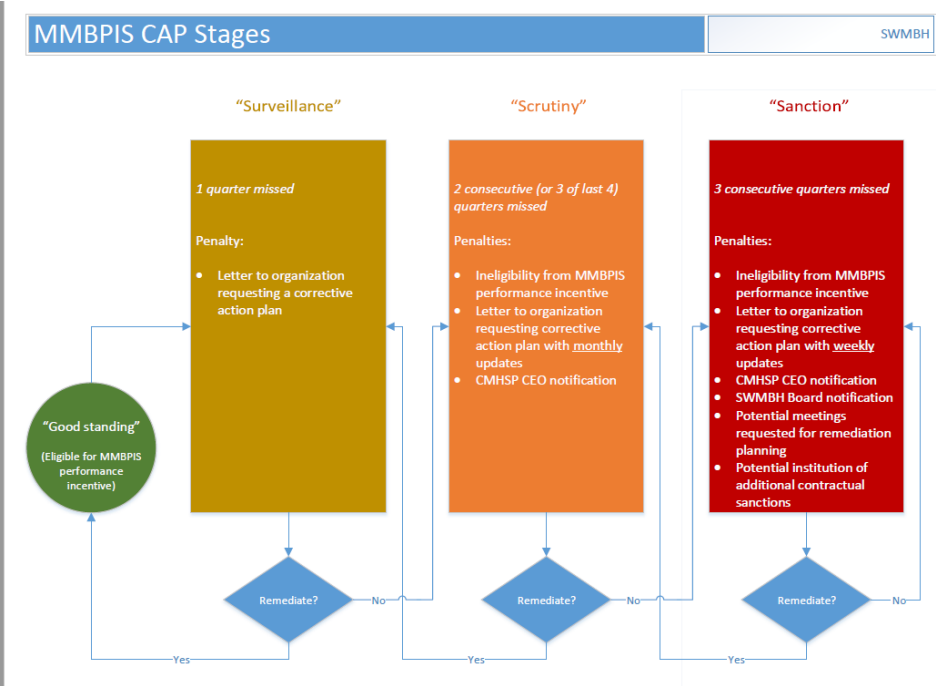 MMBPIS CAP Stages
SWMBH
“Surveillance”
“Scrutiny”
“Sanction”
1 quarter missed
Penalty:
• Letter to organization
requesting a corrective
action plan
2 consecutive (or 3 of last 4)
quarters missed
Penalties:
• Ineligibility from MMBPIS
performance incentive
• Letter to organization
requesting corrective
action plan with monthly
updates
• CMHSP CEO notification
3 consecutive quarters missed
Penalties:
• Ineligibility from MMBPIS
performance incentive
• Letter to organization
requesting corrective
action plan with weekly
updates
• CMHSP CEO notification
• SWMBH Board notification
• Potential meetings
requested for remediation
planning
• Potential institution of
additional contractual
sanctions
“Good standing”
(Eligible for MMBPIS
performance
incentive)
Remediate?
No
Remediate?
No
Remediate?
No
Yes
Yes
Yes